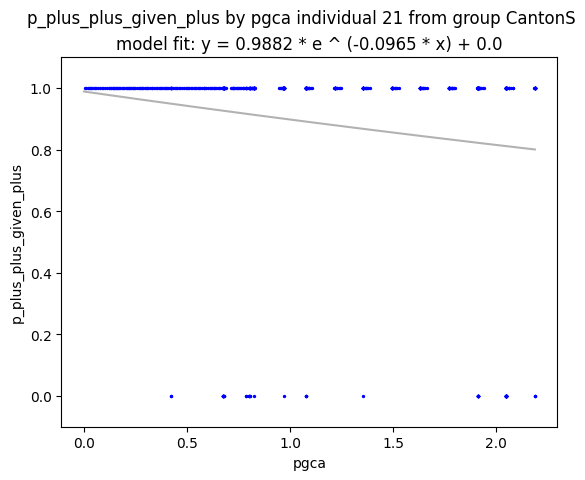 p_plus_plus_given_plus by pgca individual 21 from group CantonS
model fit: y = 0.9882 * e ^ (-0.0965 * x) + 0.0
p_plus_plus_given_plus
1.0
0.8
0.6
0.4
0.2
0.0
0.0 0.5 1.0 1.5 2.0
pgca